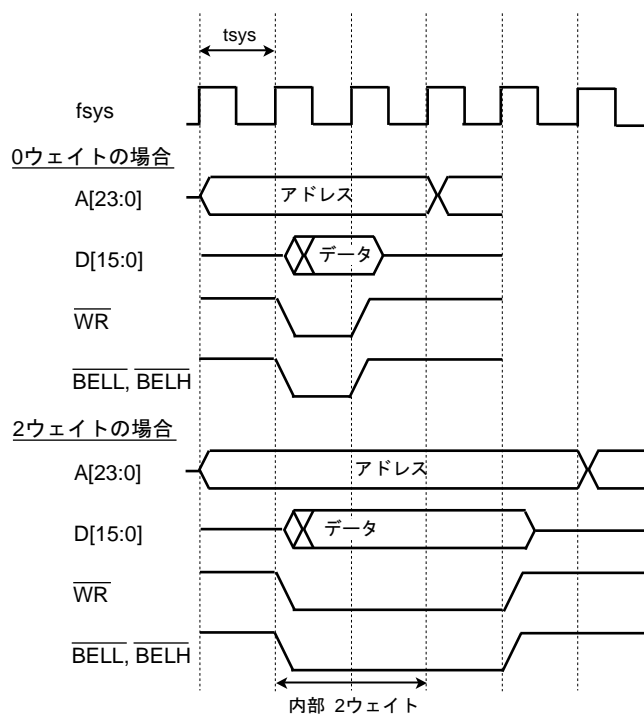 tsys
fsys
0ウェイトの場合
A[23:0]
アドレス
D[15:0]
データ
WR
BELL, BELH
2ウェイトの場合
A[23:0]
アドレス
D[15:0]
データ
WR
BELL, BELH
内部 2ウェイト